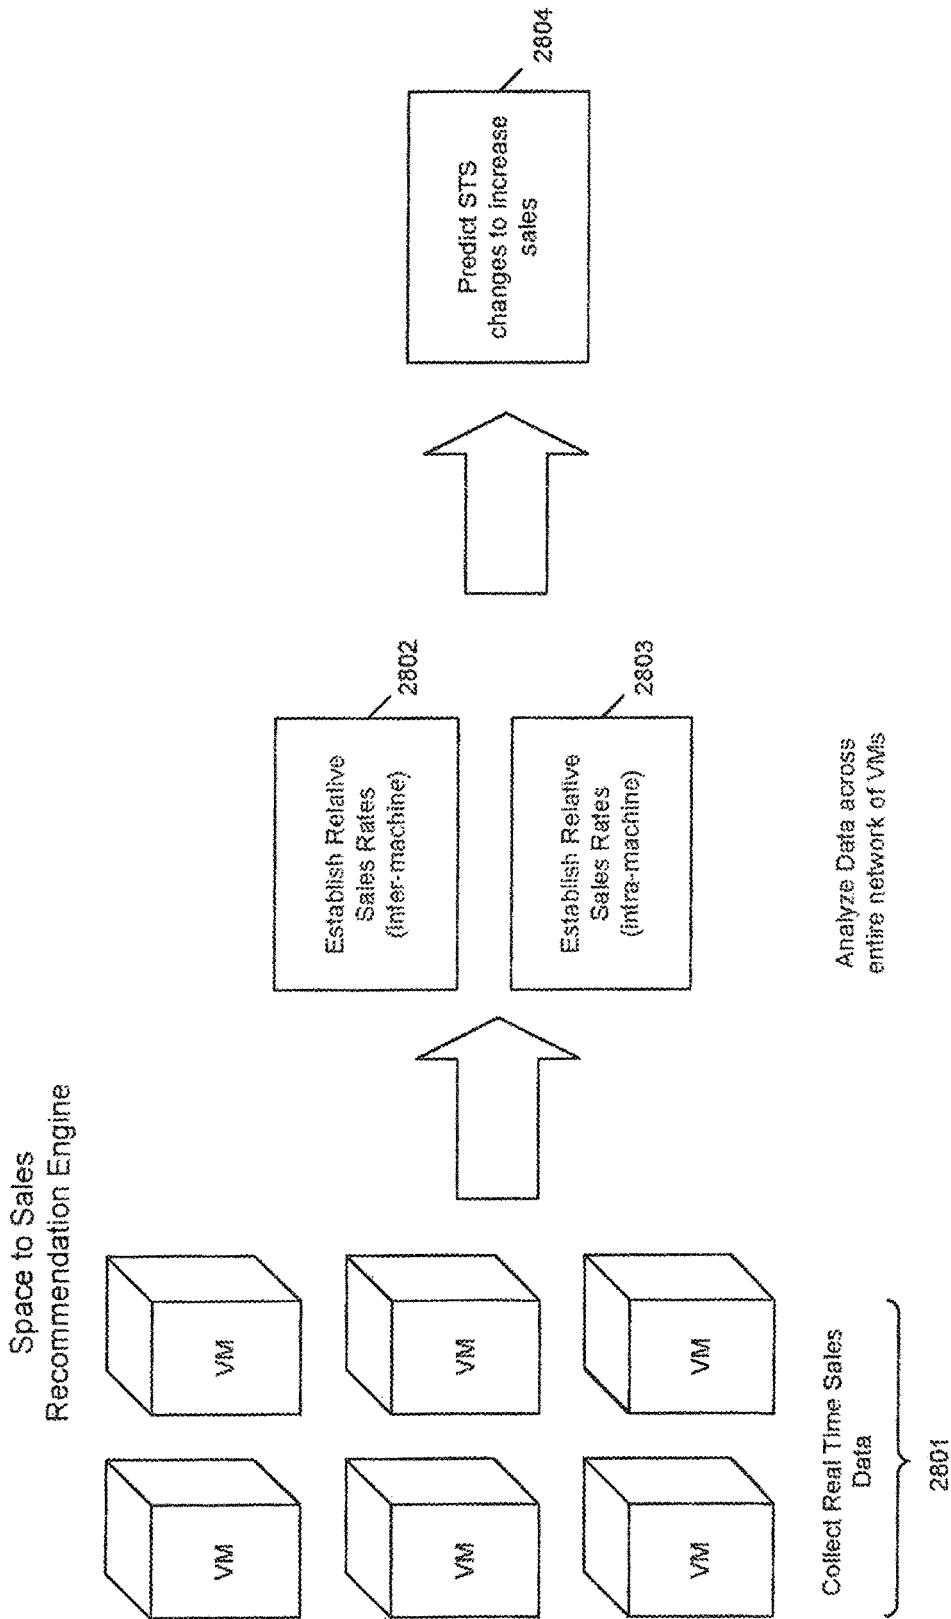 Space to Sales
Recommendation Engine
VM
VM
VM
VM
VM
VM
Collect Real Time Sales
Data
2801
Establish Relative
Sales Rates
(inter-machine)
2802
Establish Relative
Sales Rates
(intra-machine)
2803
Analyze Data across
entire network of VMs
Predict STS
changes to increase
sales
2804